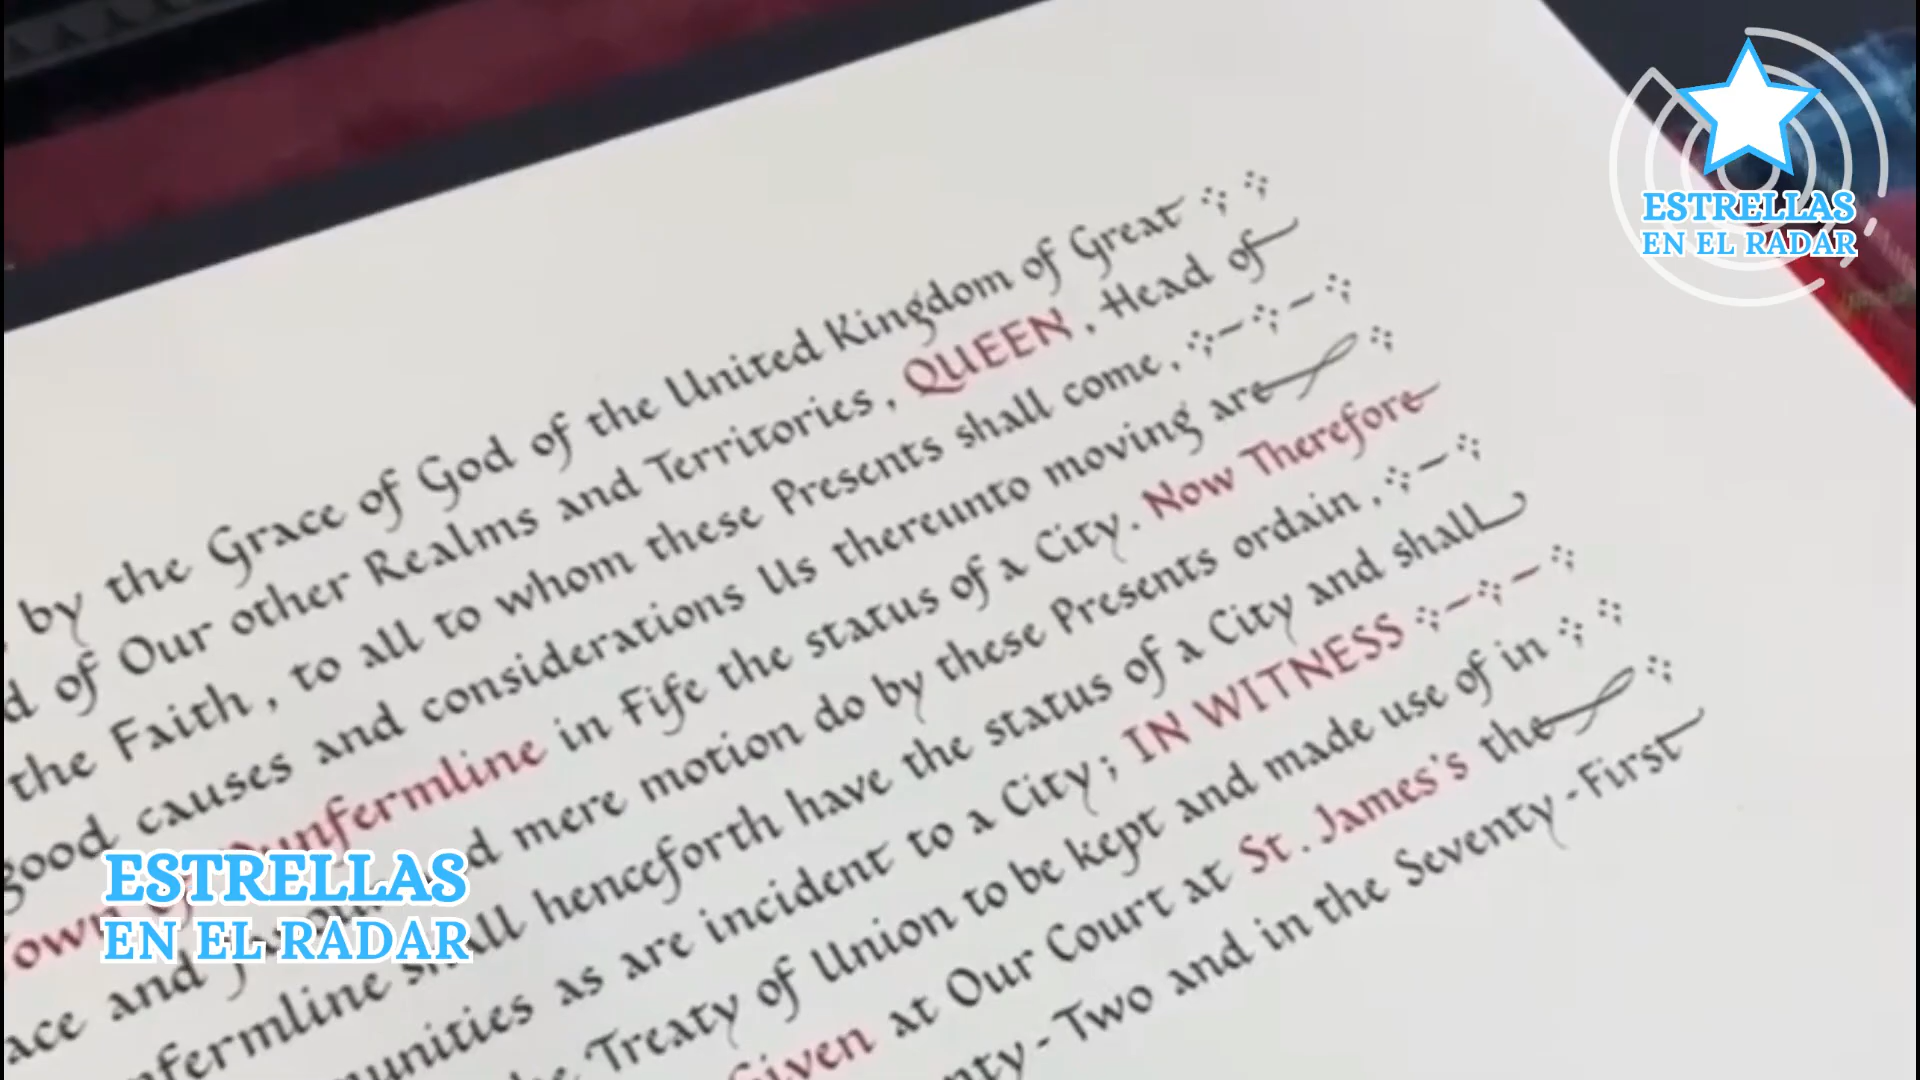 ESTRELLAS
EN EL RADAR
by the Grace of God of the United Kingdom of Great
of Our other Realms and Territories, QUEEN, Head of
the Faith, to all to whom these Presents shall come,
good causes and considerations Us thereunto moving are
Town of Dunfermline in Fife the status of a City. Now Therefore
and mere motion do by these Presents ordain,
shall henceforth have the status of a City and shall
as are incident to a City; IN WITNESS
Treaty of Union to be kept and made use of in
Given at Our Court at St. James's the
Two and in the Seventy-First
ESTRELLAS
EN EL RADAR